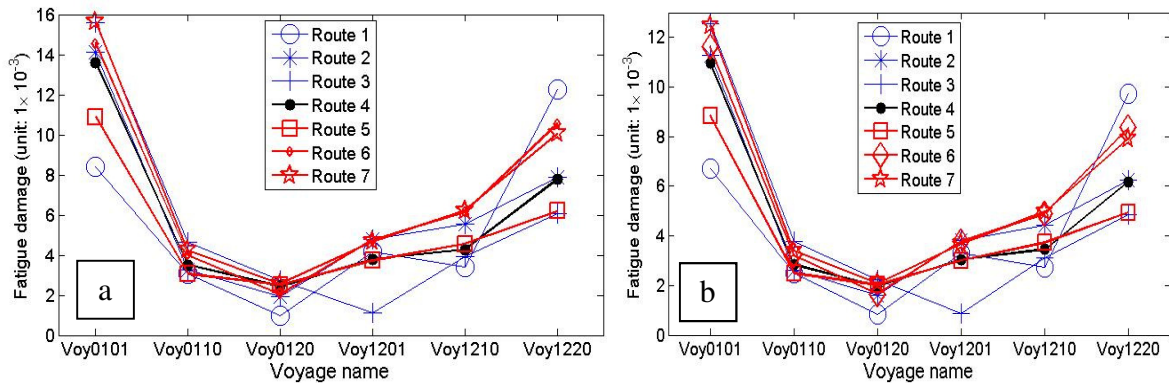 Fatigue damage (unit: 1× 10⁻³)
16
14
12
10
8
6
4
2
0
Route 1
Route 2
Route 3
Route 4
Route 5
Route 6
Route 7
a
Voy0101 Voy0110 Voy0120 Voy1201 Voy1210 Voy1220
Voyage name
Fatigue damage (unit: 1× 10⁻³)
12
10
8
6
4
2
0
Route 1
Route 2
Route 3
Route 4
Route 5
Route 6
Route 7
b
Voy0101 Voy0110 Voy0120 Voy1201 Voy1210 Voy1220
Voyage name